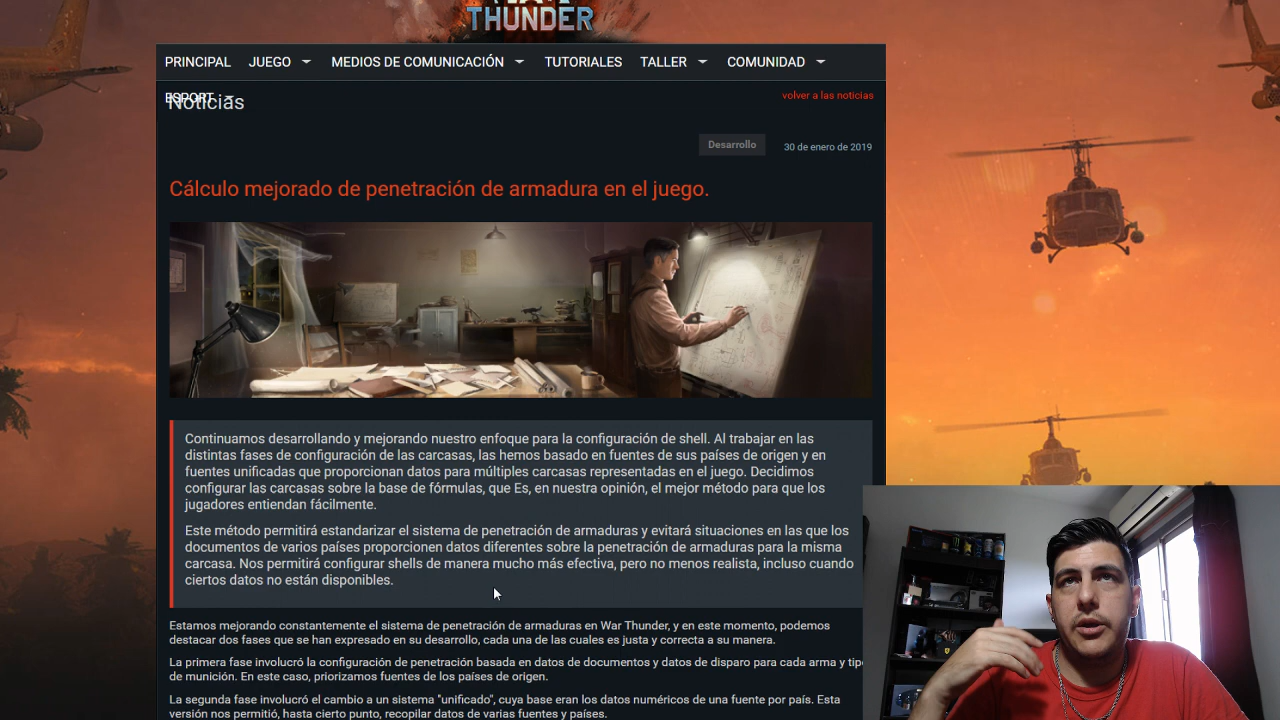 THUNDER
PRINCIPAL JUEGO MEDIOS DE COMUNICACIÓN TUTORIALES TALLER COMUNIDAD
ESPORT
Noticias
volver a las noticias
Desarrollo 30 de enero de 2019
Cálculo mejorado de penetración de armadura en el juego.
Continuamos desarrollando y mejorando nuestro enfoque para la configuración de shell. Al trabajar en las
distintas fases de configuración de las carcasas, las hemos basado en fuentes de sus países de origen y en
fuentes unificadas que proporcionan datos para múltiples carcasas representadas en el juego. Decidimos
configurar las carcasas sobre la base de fórmulas, que Es, en nuestra opinión, el mejor método para que los
jugadores entiendan fácilmente.
Este método permitirá estandarizar el sistema de penetración de armaduras y evitará situaciones en las que los
documentos de varios países proporcionen datos diferentes sobre la penetración de armaduras para la misma
carcasa. Nos permitirá configurar shells de manera mucho más efectiva, pero no menos realista, incluso cuando
ciertos datos no están disponibles.
Estamos mejorando constantemente el sistema de penetración de armaduras en War Thunder, y en este momento, podemos
destacar dos fases que se han expresado en su desarrollo, cada una de las cuales es justa y correcta a su manera.
La primera fase involucró la configuración de penetración basada en datos de documentos y datos de disparo para cada arma y tipo
de munición. En este caso, priorizamos fuentes de los países de origen.
La segunda fase involucró el cambio a un sistema "unificado", cuya base eran los datos numéricos de una fuente por país. Esta
versión nos permitió, hasta cierto punto, recopilar datos de varias fuentes y países.